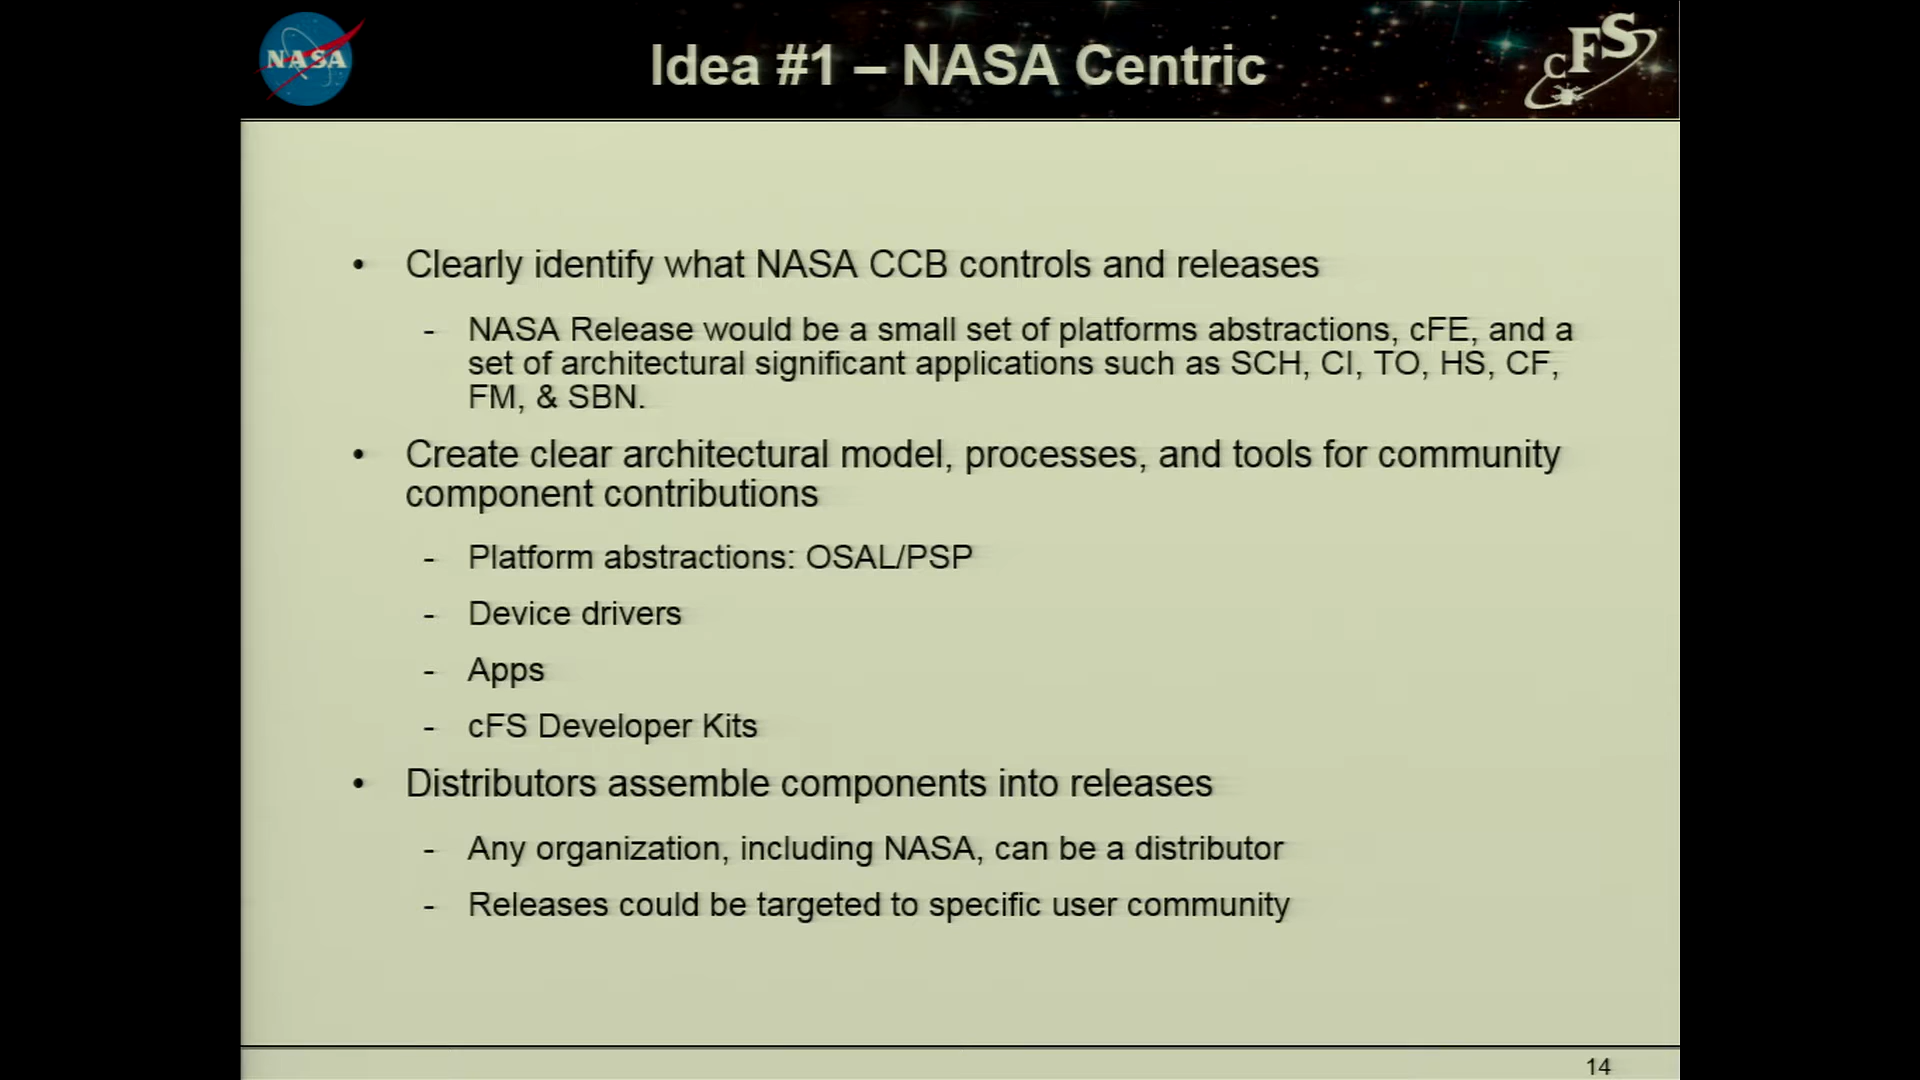 NASA
Idea #1 – NASA Centric
cFS
• Clearly identify what NASA CCB controls and releases
- NASA Release would be a small set of platforms abstractions, cFE, and a
set of architectural significant applications such as SCH, CI, TO, HS, CF,
FM, & SBN.
• Create clear architectural model, processes, and tools for community
component contributions
- Platform abstractions: OSAL/PSP
- Device drivers
- Apps
- cFS Developer Kits
• Distributors assemble components into releases
- Any organization, including NASA, can be a distributor
- Releases could be targeted to specific user community
14